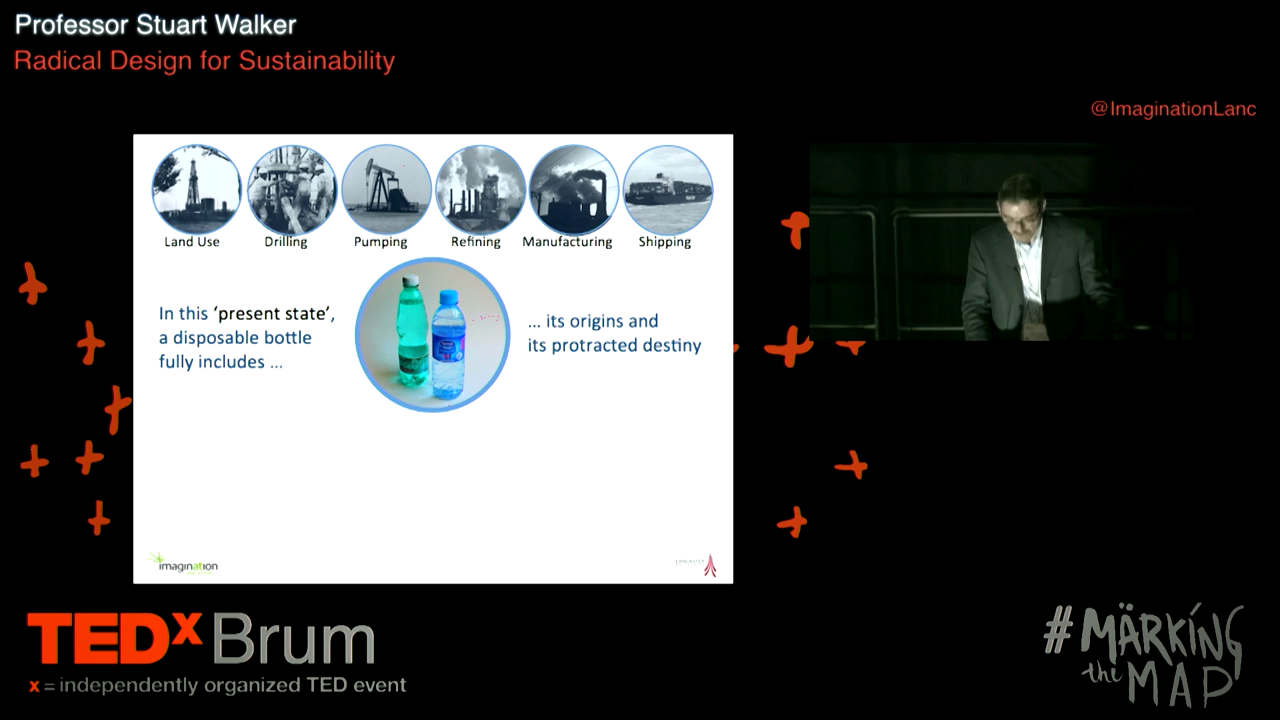 Professor Stuart Walker
Radical Design for Sustainability
@ImaginationLanc
Land Use
Drilling
Pumping
Refining
Manufacturing
Shipping
In this ‘present state’,
a disposable bottle
fully includes ...
... its origins and
its protracted destiny
imagination
LANCASTER
TEDx Brum
x = independently organized TED event
#MÄRKING
the MAP